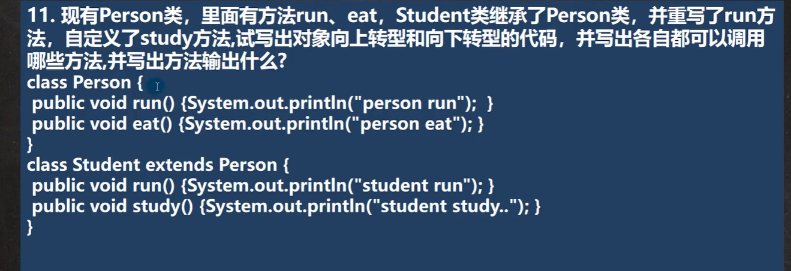 11. 现有Person类，里面有方法run、eat，Student类继承了Person类，并重写了run方
法，自定义了study方法,试写出对象向上转型和向下转型的代码，并写出各自都可以调用
哪些方法,并写出方法输出什么?
class Person {
public void run() {System.out.println("person run");  }
public void eat() {System.out.println("person eat"); }
}
class Student extends Person {
public void run() {System.out.println("student run"); }
public void study() {System.out.println("student study.."); }
}